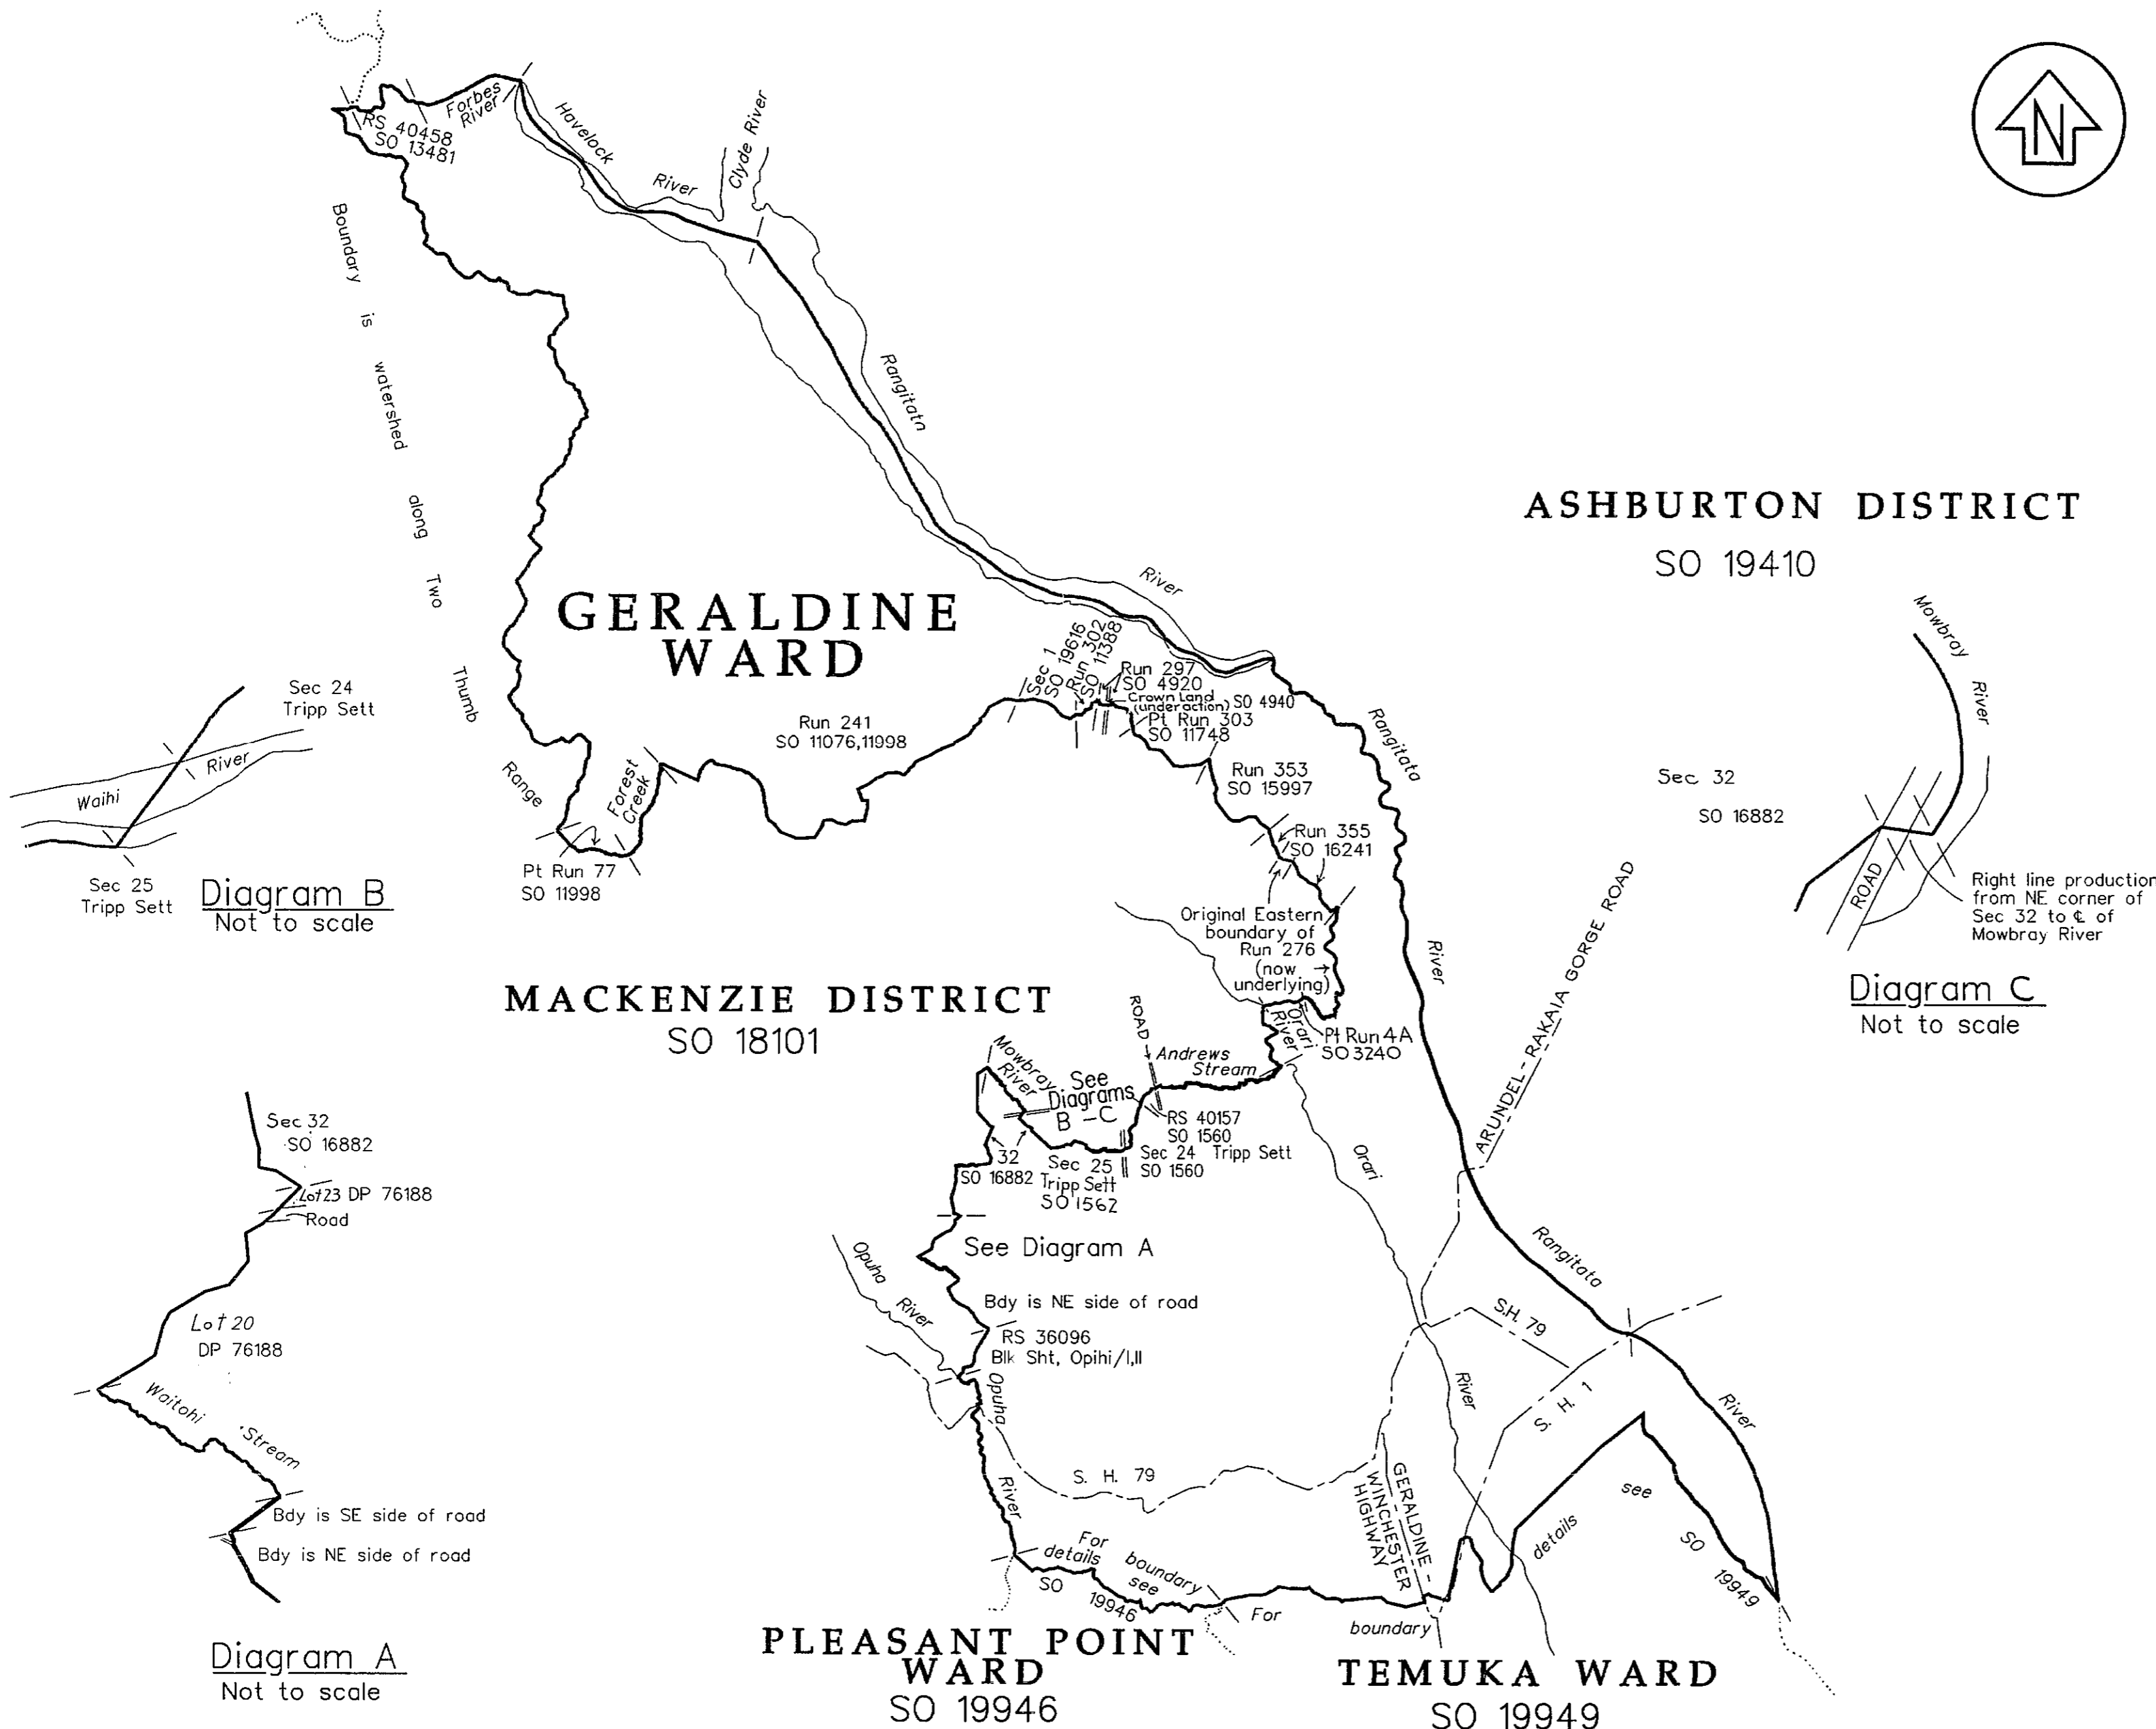 N
Forbes
River
RS 40458
SO 13481
Havelock
River
Clyde River
Boundary is watershed along Two Thumb Range
Rangitata
River
ASHBURTON DISTRICT
SO 19410
GERALDINE
WARD
Sec 1
SO 19616
Run 302
SO 11388
Run 297
SO 4920
Crown Land
(under action) SO 4940
Pt Run 303
SO 11748
Run 241
SO 11076,11998
Run 353
SO 15997
Run 355
SO 16241
Forest
Creek
Pt Run 77
SO 11998
Rangitata
River
Original Eastern
boundary of
Run 276
(now
underlying)
Orari
River
Pt Run 4A
SO 3240
ARUNDEL - RAKAIA GORGE ROAD
Sec 24
Tripp Sett
River
Waihi
Sec 25
Tripp Sett
Diagram B
Not to scale
Mowbray
River
Sec 32
SO 16882
ROAD
Right line production
from NE corner of
Sec 32 to ℄ of
Mowbray River
Diagram C
Not to scale
MACKENZIE DISTRICT
SO 18101
ROAD
Andrews
Stream
Mowbray
River
See
Diagrams
B - C
RS 40157
SO 1560
Sec 24 Tripp Sett
SO 1560
32
SO 16882
Sec 25
Tripp Sett
SO 1562
Orari
River
See Diagram A
Opuha
River
Bdy is NE side of road
RS 36096
Blk Sht, Opihi/I,II
Opuha
River
Rangitata
River
S.H. 79
S. H. 1
S. H. 79
GERALDINE -
WINCHESTER
HIGHWAY
Sec 32
SO 16882
Lot 23 DP 76188
Road
Lot 20
DP 76188
Waitohi
Stream
Bdy is SE side of road
Bdy is NE side of road
Diagram A
Not to scale
For
details boundary
see
SO 19946
For boundary
details see
SO 19949
PLEASANT POINT
WARD
SO 19946
TEMUKA WARD
SO 19949